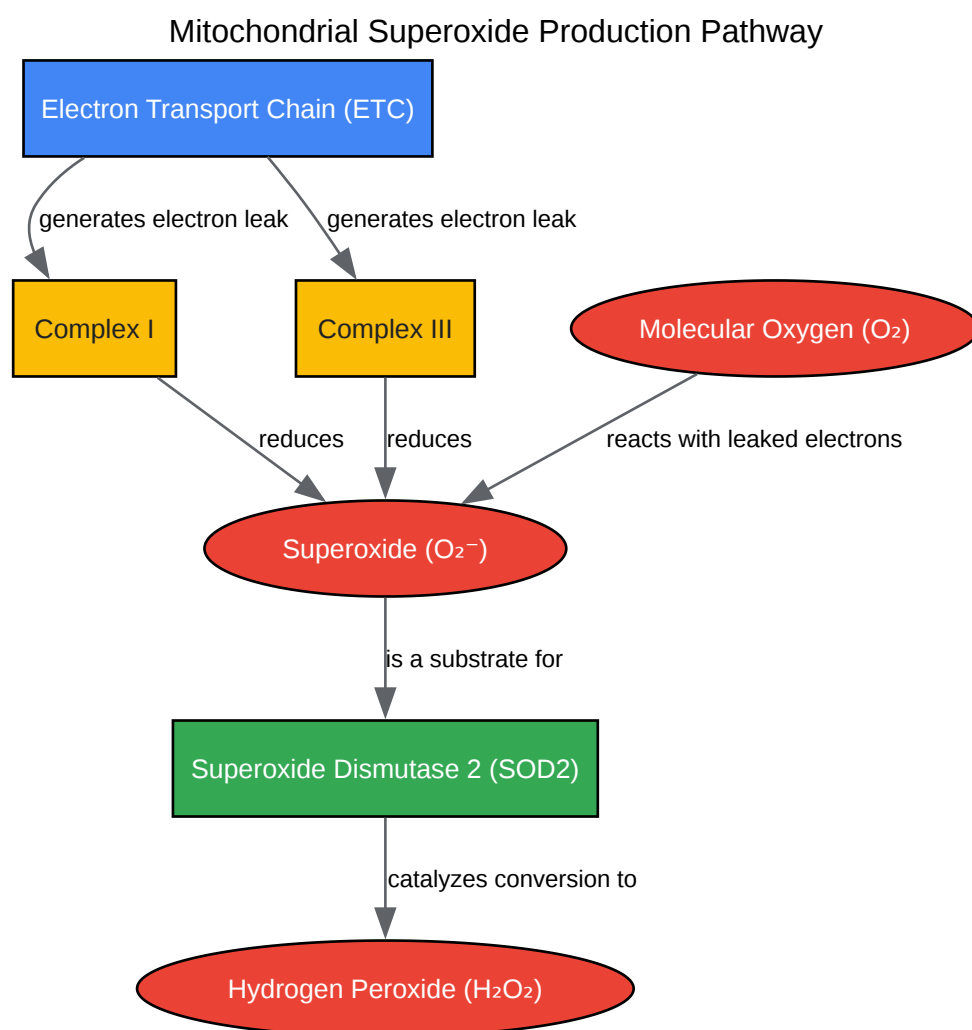 Mitochondrial Superoxide Production Pathway
Electron Transport Chain (ETC)
generates electron leak
generates electron leak
Complex I
Complex III
Molecular Oxygen (O₂)
reduces
reduces
reacts with leaked electrons
Superoxide (O₂⁻)
is a substrate for
Superoxide Dismutase 2 (SOD2)
catalyzes conversion to
Hydrogen Peroxide (H₂O₂)